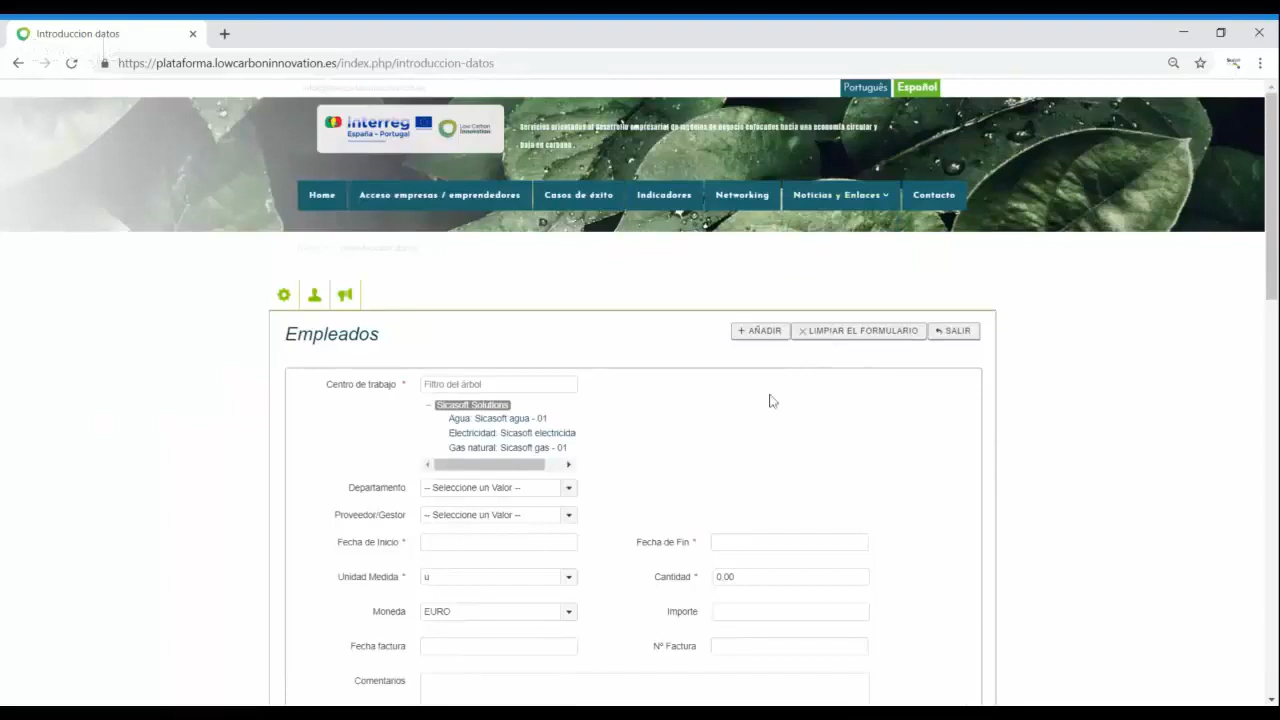 Introduccion datos
https://plataforma.lowcarboninnovation.es/index.php/introduccion-datos
Português Español
Interreg
España - Portugal
Low Carbon
Innovation
Servicios orientados al desarrollo empresarial de modelos de negocio enfocados hacia una economía circular y
baja en carbono .
Home Acceso empresas / emprendedores Casos de éxito Indicadores Networking Noticias y Enlaces Contacto
Empleados
+ AÑADIR LIMPIAR EL FORMULARIO SALIR
Centro de trabajo * Filtro del árbol
Sicasoft Solutions
Agua: Sicasoft agua - 01
Electricidad: Sicasoft electricida
Gas natural: Sicasoft gas - 01
Departamento -- Seleccione un Valor --
Proveedor/Gestor -- Seleccione un Valor --
Fecha de Inicio * Fecha de Fin *
Unidad Medida * u Cantidad * 0.00
Moneda EURO Importe
Fecha factura Nº Factura
Comentarios